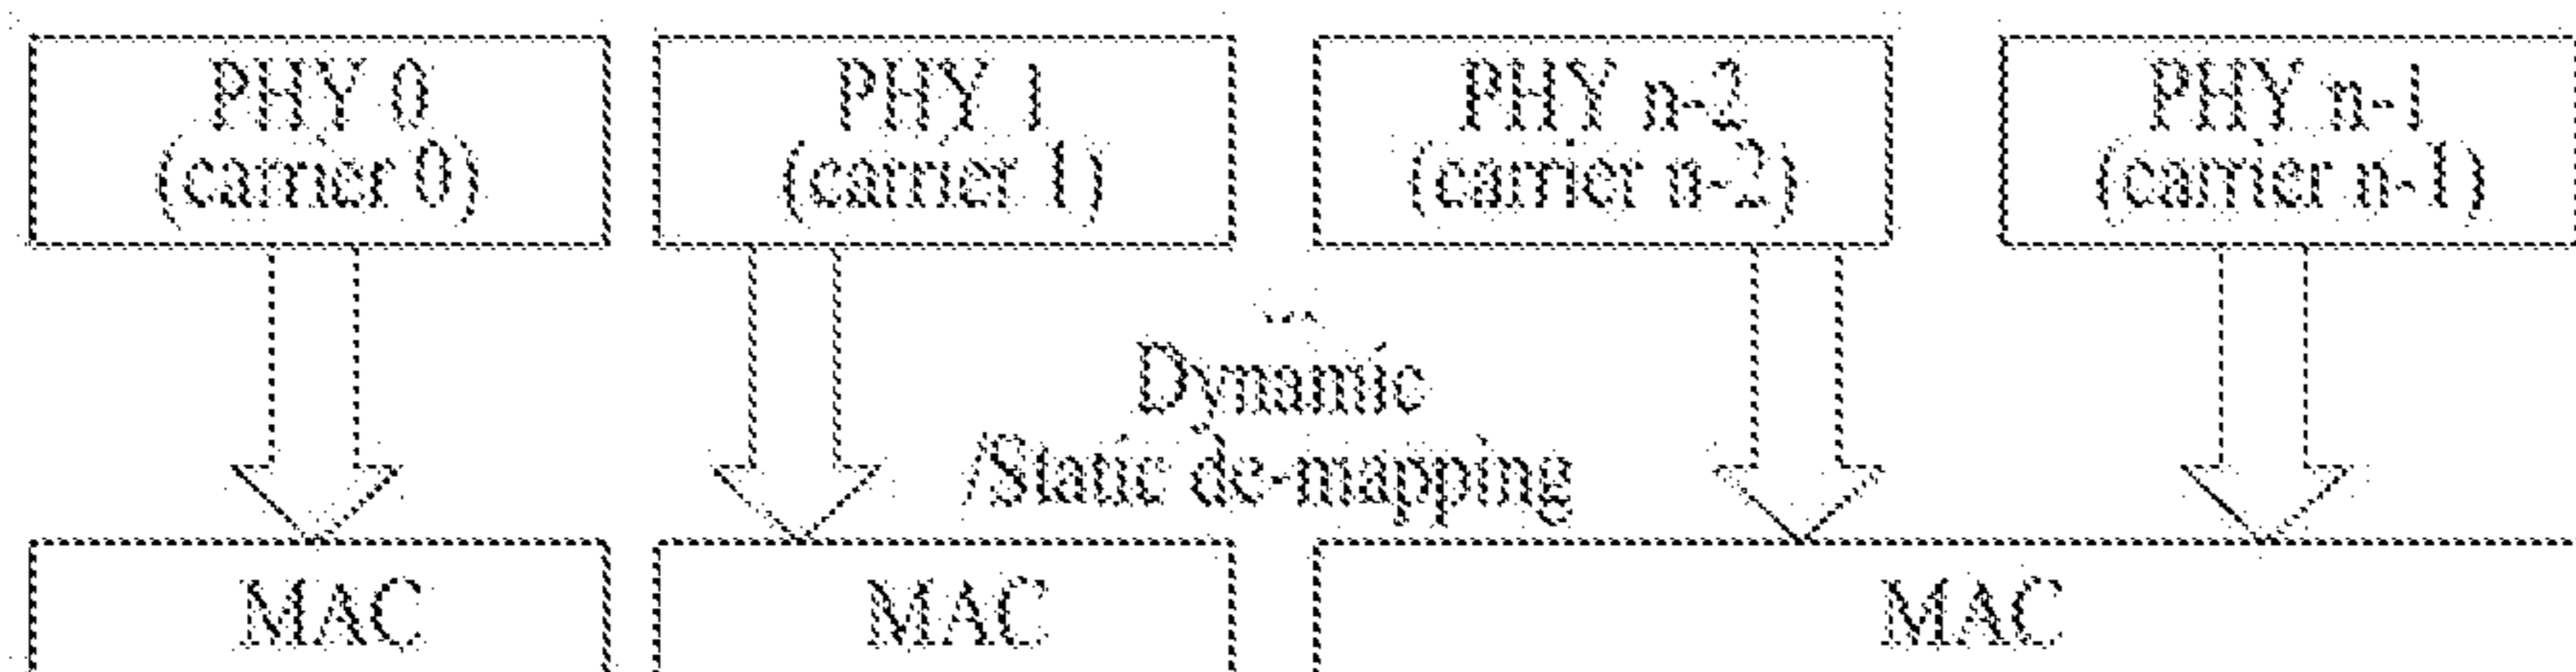 PHY 0
(carrier 0)
PHY 1
(carrier 1)
PHY n-2
(carrier n-2)
PHY n-1
(carrier n-1)
...
Dynamic
/Static de-mapping
MAC
MAC
MAC